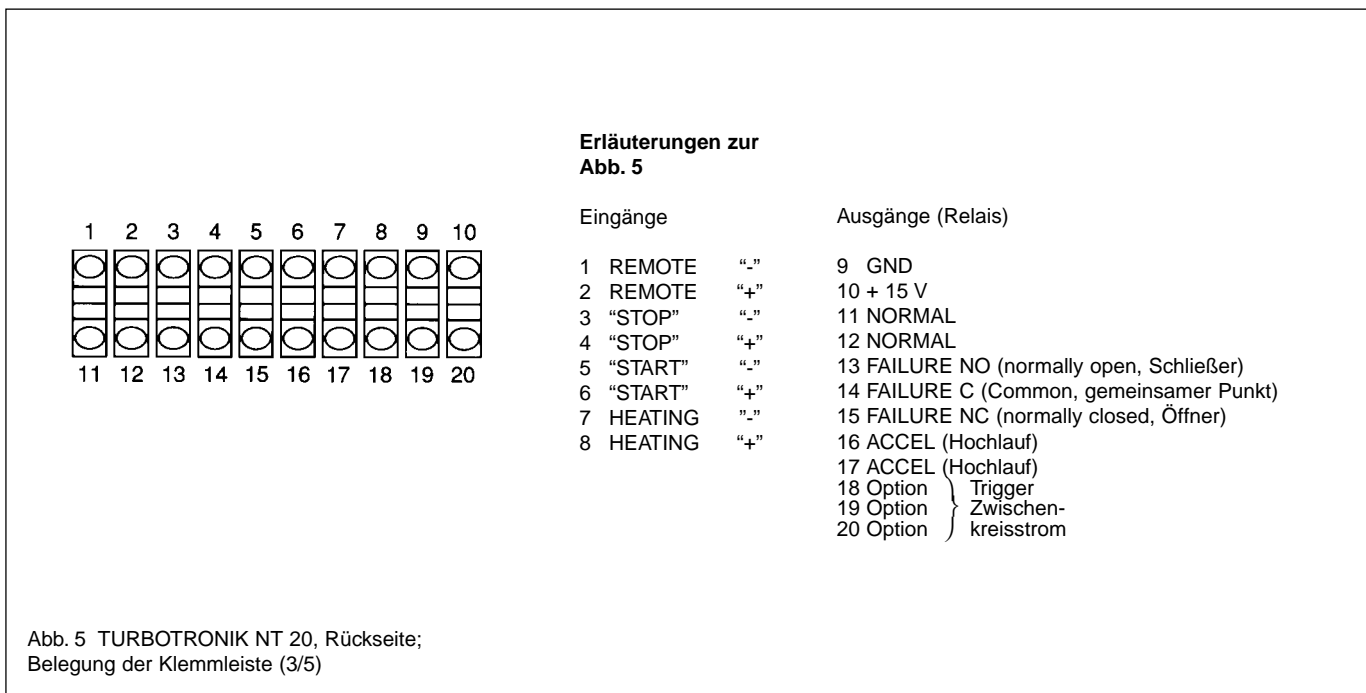 Erläuterungen zur
Abb. 5
1 2 3 4 5 6 7 8 9 10
11 12 13 14 15 16 17 18 19 20
Eingänge
1 REMOTE “-”
2 REMOTE “+”
3 “STOP” “-”
4 “STOP” “+”
5 “START” “-”
6 “START” “+”
7 HEATING "-"
8 HEATING “+”
Ausgänge (Relais)
9 GND
10 + 15 V
11 NORMAL
12 NORMAL
13 FAILURE NO (normally open, Schließer)
14 FAILURE C (Common, gemeinsamer Punkt)
15 FAILURE NC (normally closed, Öffner)
16 ACCEL (Hochlauf)
17 ACCEL (Hochlauf)
18 Option Trigger
19 Option Zwischen-
20 Option kreisstrom
Abb. 5 TURBOTRONIK NT 20, Rückseite;
Belegung der Klemmleiste (3/5)